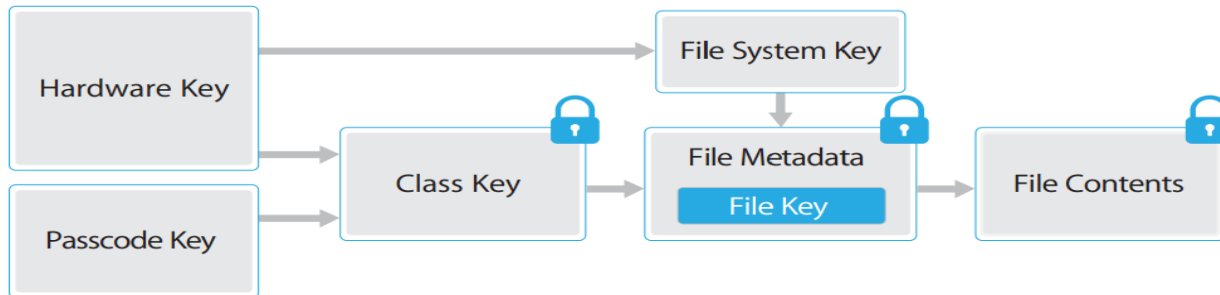 Hardware Key
File System Key
Class Key
File Metadata
File Key
File Contents
Passcode Key